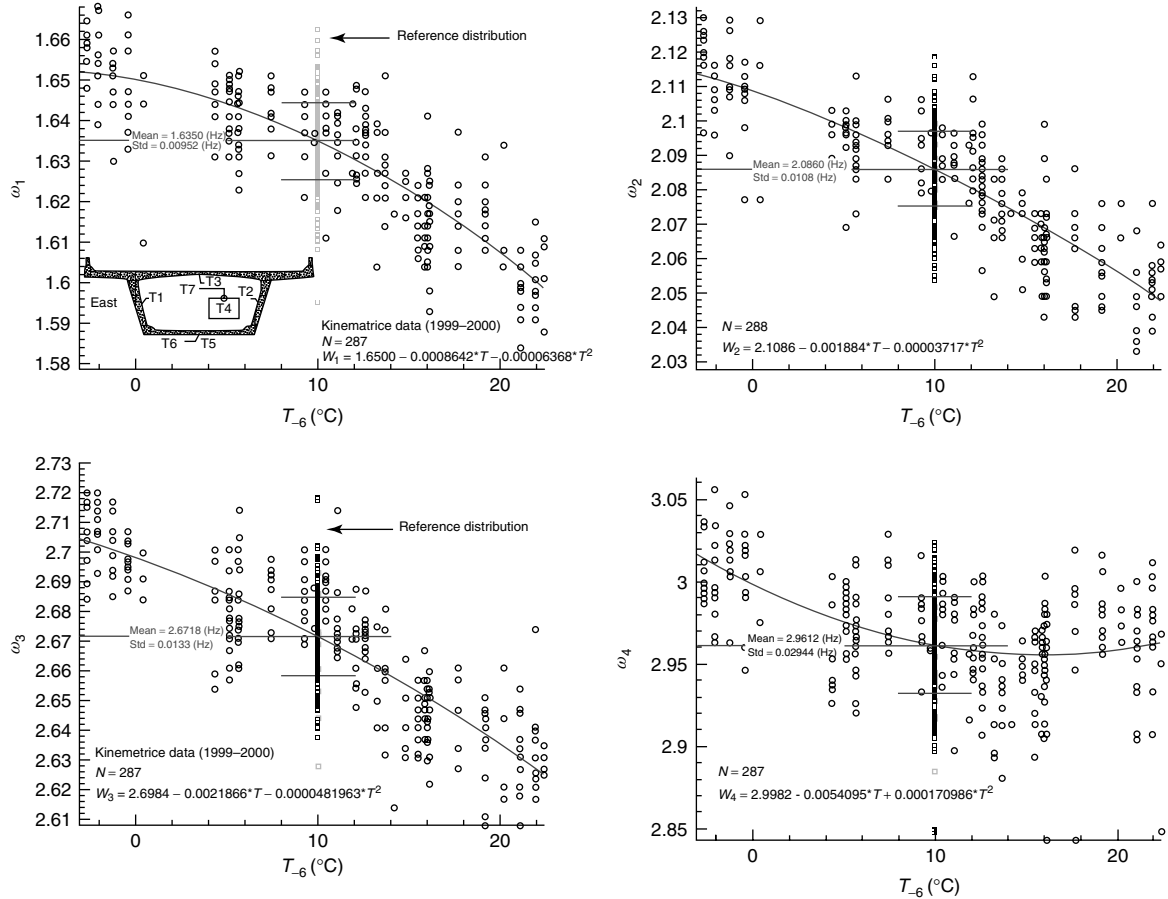 1.66
1.65
1.64
1.63
1.62
1.61
1.6
1.59
1.58
ω1
Reference distribution
Mean = 1.6350 (Hz)
Std = 0.00952 (Hz)
T3
T7
T1
T2
East
T4
T6
T5
Kinematrice data (1999–2000)
N = 287
W1 = 1.6500 – 0.0008642*T – 0.00006368*T2
0
10
20
T–6 (°C)
2.13
2.12
2.11
2.10
2.09
2.08
2.07
2.06
2.05
2.04
2.03
ω2
Mean = 2.0860 (Hz)
Std = 0.0108 (Hz)
N = 288
W2 = 2.1086 – 0.001884*T – 0.00003717*T2
0
10
20
T–6 (°C)
2.73
2.72
2.71
2.7
2.69
2.68
2.67
2.66
2.65
2.64
2.63
2.62
2.61
ω3
Reference distribution
Mean = 2.6718 (Hz)
Std = 0.0133 (Hz)
Kinemetrice data (1999–2000)
N = 287
W3 = 2.6984 – 0.0021866*T – 0.0000481963*T2
0
10
20
T–6 (°C)
3.05
3
2.95
2.9
2.85
ω4
Mean = 2.9612 (Hz)
Std = 0.02944 (Hz)
N = 287
W4 = 2.9982 - 0.0054095*T + 0.000170986*T2
0
10
20
T–6 (°C)